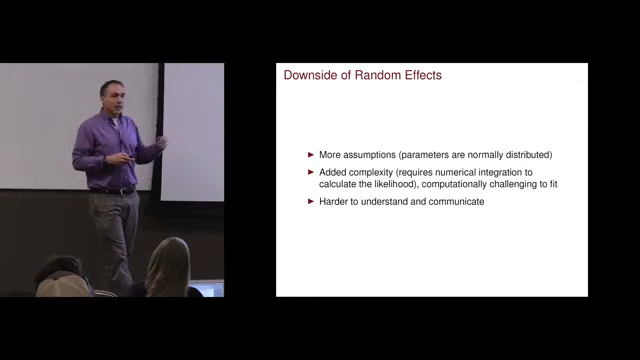 Downside of Random Effects
More assumptions (parameters are normally distributed)
Added complexity (requires numerical integration to
calculate the likelihood), computationally challenging to fit
Harder to understand and communicate